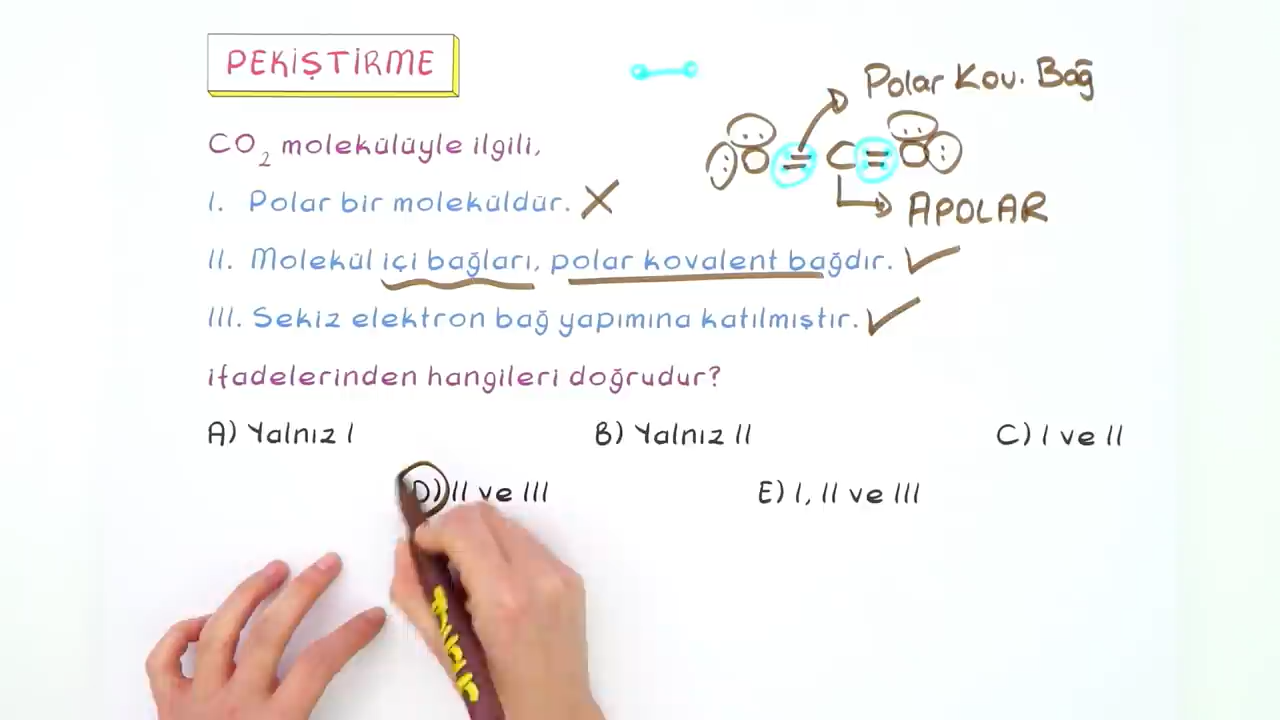 PEKİŞTİRME
Polar Kov. Bağ
CO2 molekülüyle ilgili,
O = C = O
I. Polar bir moleküldür.
APOLAR
II. Molekül içi bağları, polar kovalent bağdır.
III. Sekiz elektron bağ yapımına katılmıştır.
ifadelerinden hangileri doğrudur?
A) Yalnız I B) Yalnız II C) I ve II
D) II ve III E) I, II ve III